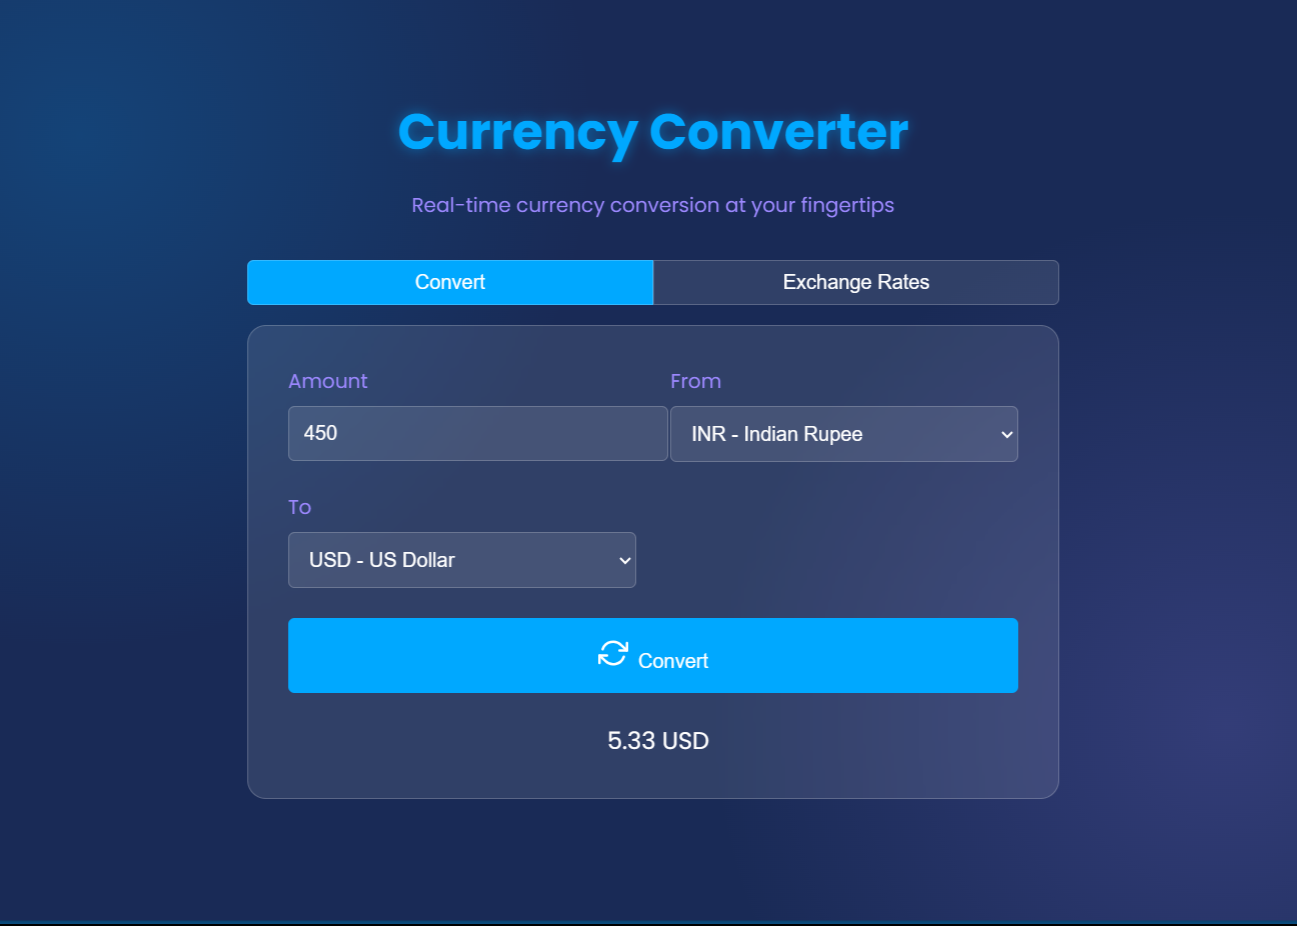 Currency Converter
Real-time currency conversion at your fingertips
Convert
Exchange Rates
Amount
From
450
INR - Indian Rupee
To
USD - US Dollar
Convert
5.33 USD